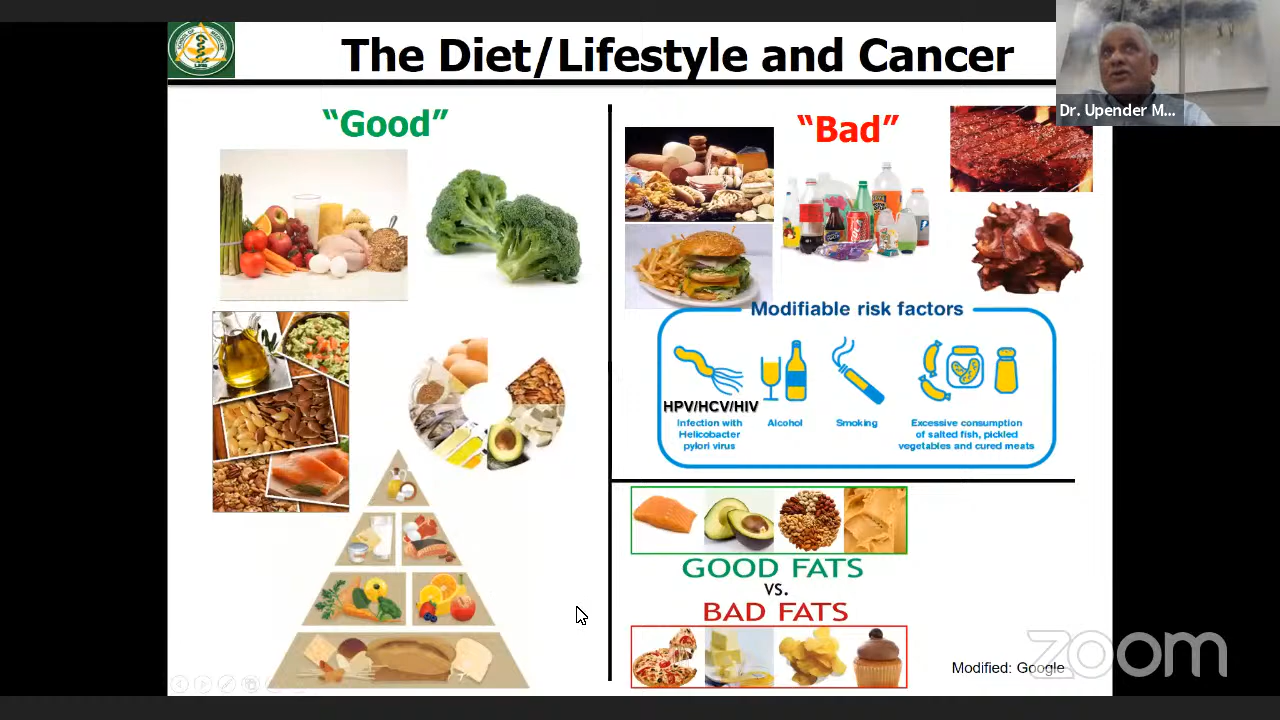 The Diet/Lifestyle and Cancer
Dr. Upender M...
“Good”
“Bad”
Modifiable risk factors
HPV/HCV/HIV
Infection with
Helicobacter
pylori virus
Alcohol
Smoking
Excessive consumption
of salted fish, pickled
vegetables and cured meats
GOOD FATS
VS.
BAD FATS
Modified: Google
zoom